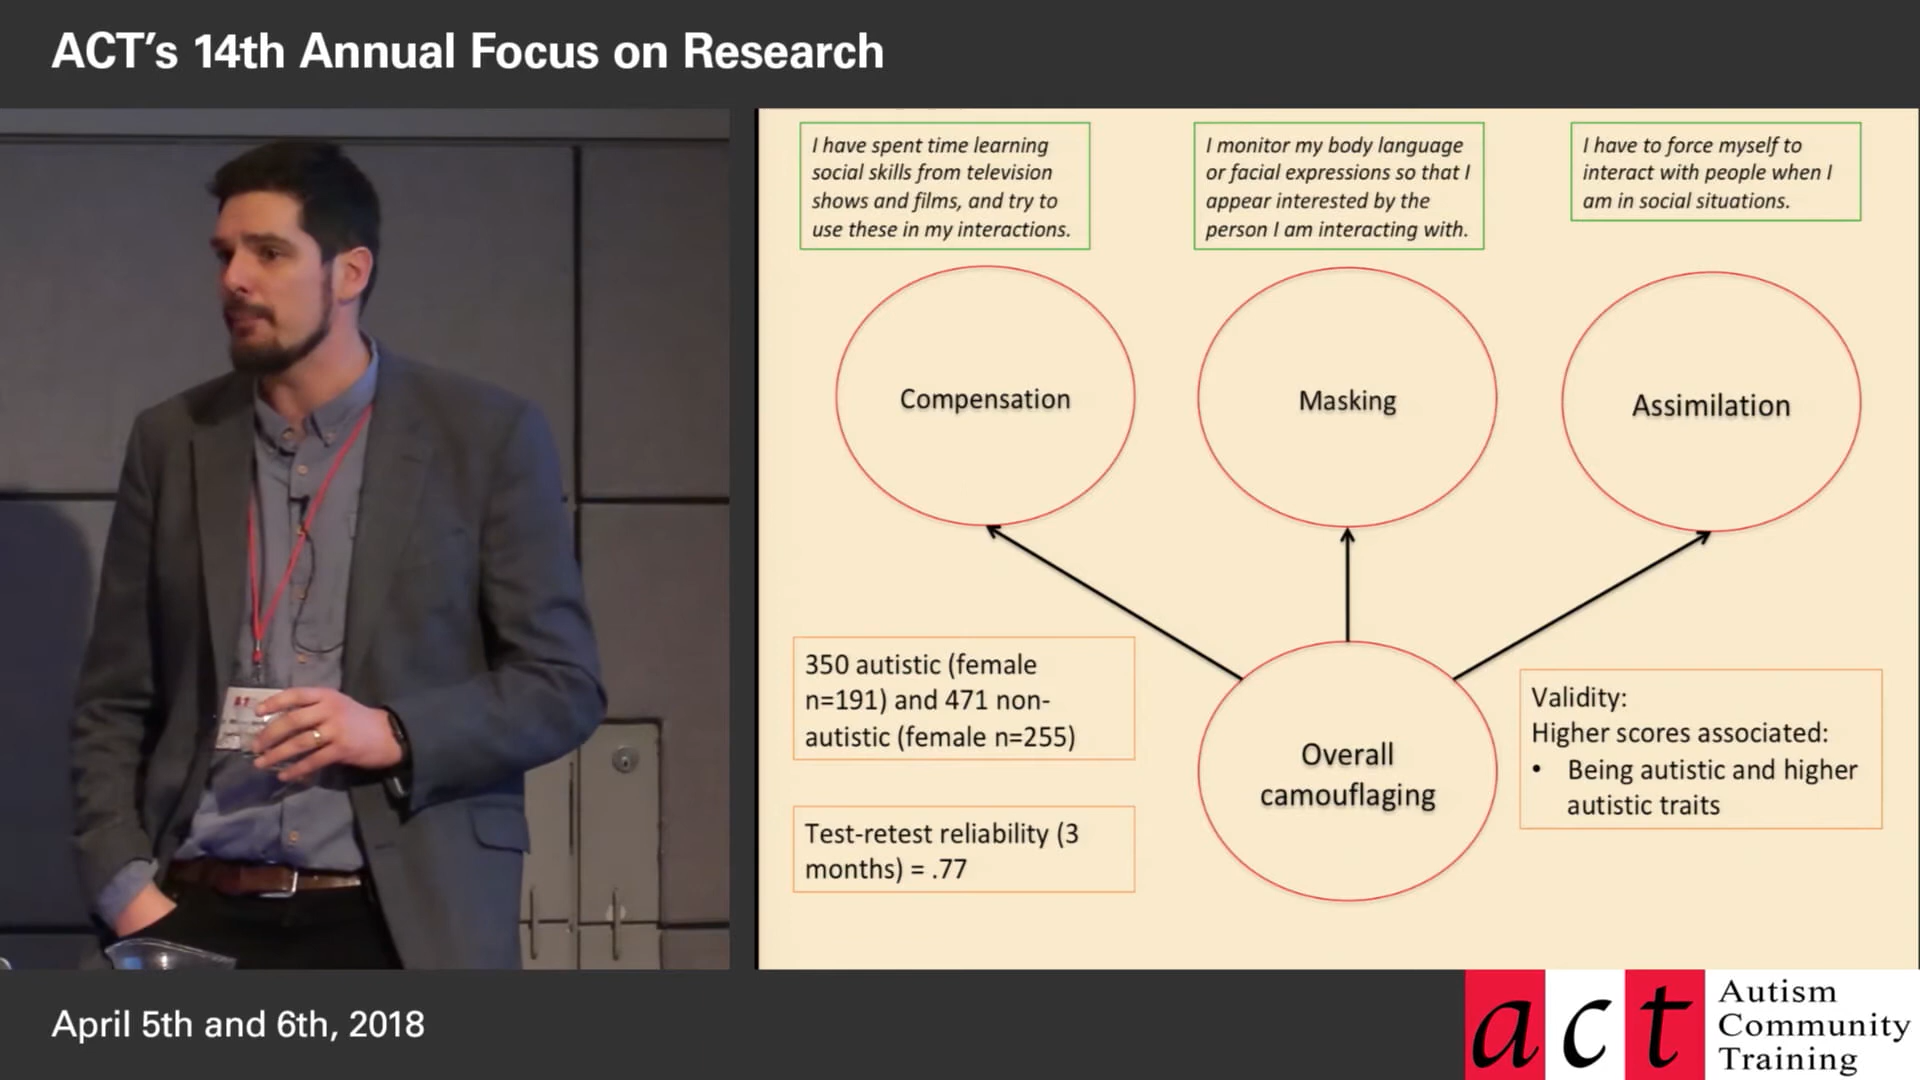 ACT's 14th Annual Focus on Research
I have spent time learning
social skills from television
shows and films, and try to
use these in my interactions.
I monitor my body language
or facial expressions so that I
appear interested by the
person I am interacting with.
I have to force myself to
interact with people when I
am in social situations.
Compensation
Masking
Assimilation
350 autistic (female
n=191) and 471 non-
autistic (female n=255)
Test-retest reliability (3
months) = .77
Overall
camouflaging
Validity:
Higher scores associated:
• Being autistic and higher
autistic traits
April 5th and 6th, 2018
act
Autism
Community
Training